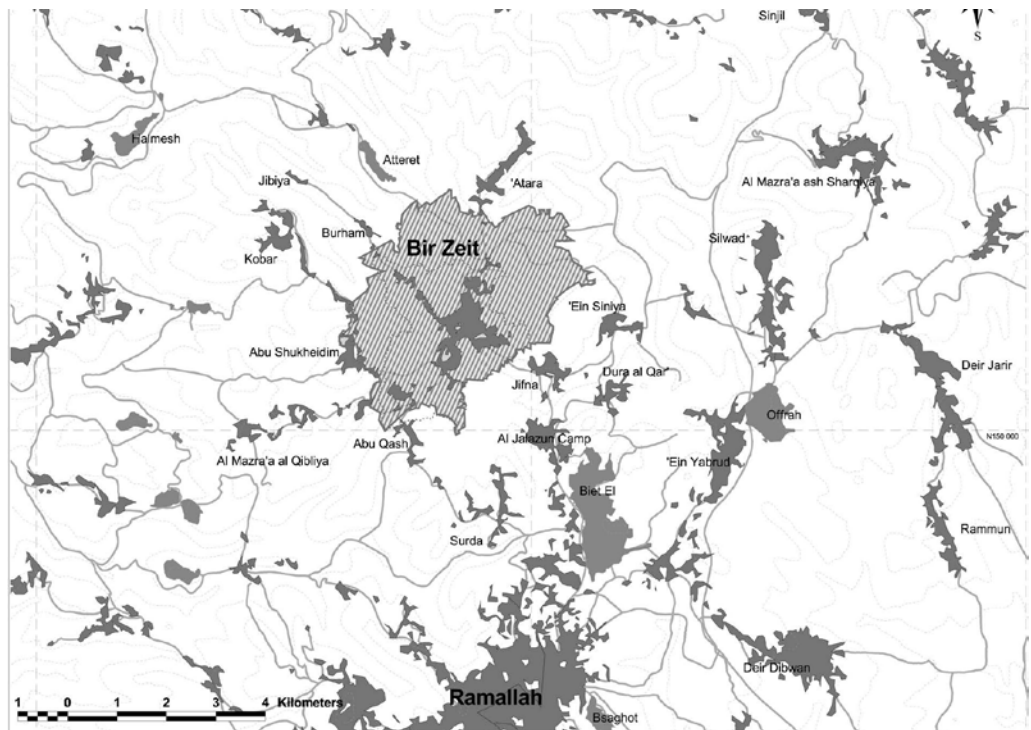 Sinjil
S
Halmesh
Atteret
Jibiya
'Atara
Al Mazra'a ash Sharqiya
Burham
Bir Zeit
Silwad
Kobar
'Ein Siniya
Abu Shukheidim
Jifna
Dura al Qar'
Deir Jarir
Offrah
Abu Qash
Al Jalazun Camp
N150 000
Al Mazra'a al Qibliya
'Ein Yabrud
Biet El
Surda
Rammun
Deir Dibwan
Ramallah
1 0 1 2 3 4 Kilometers
Bsaghot